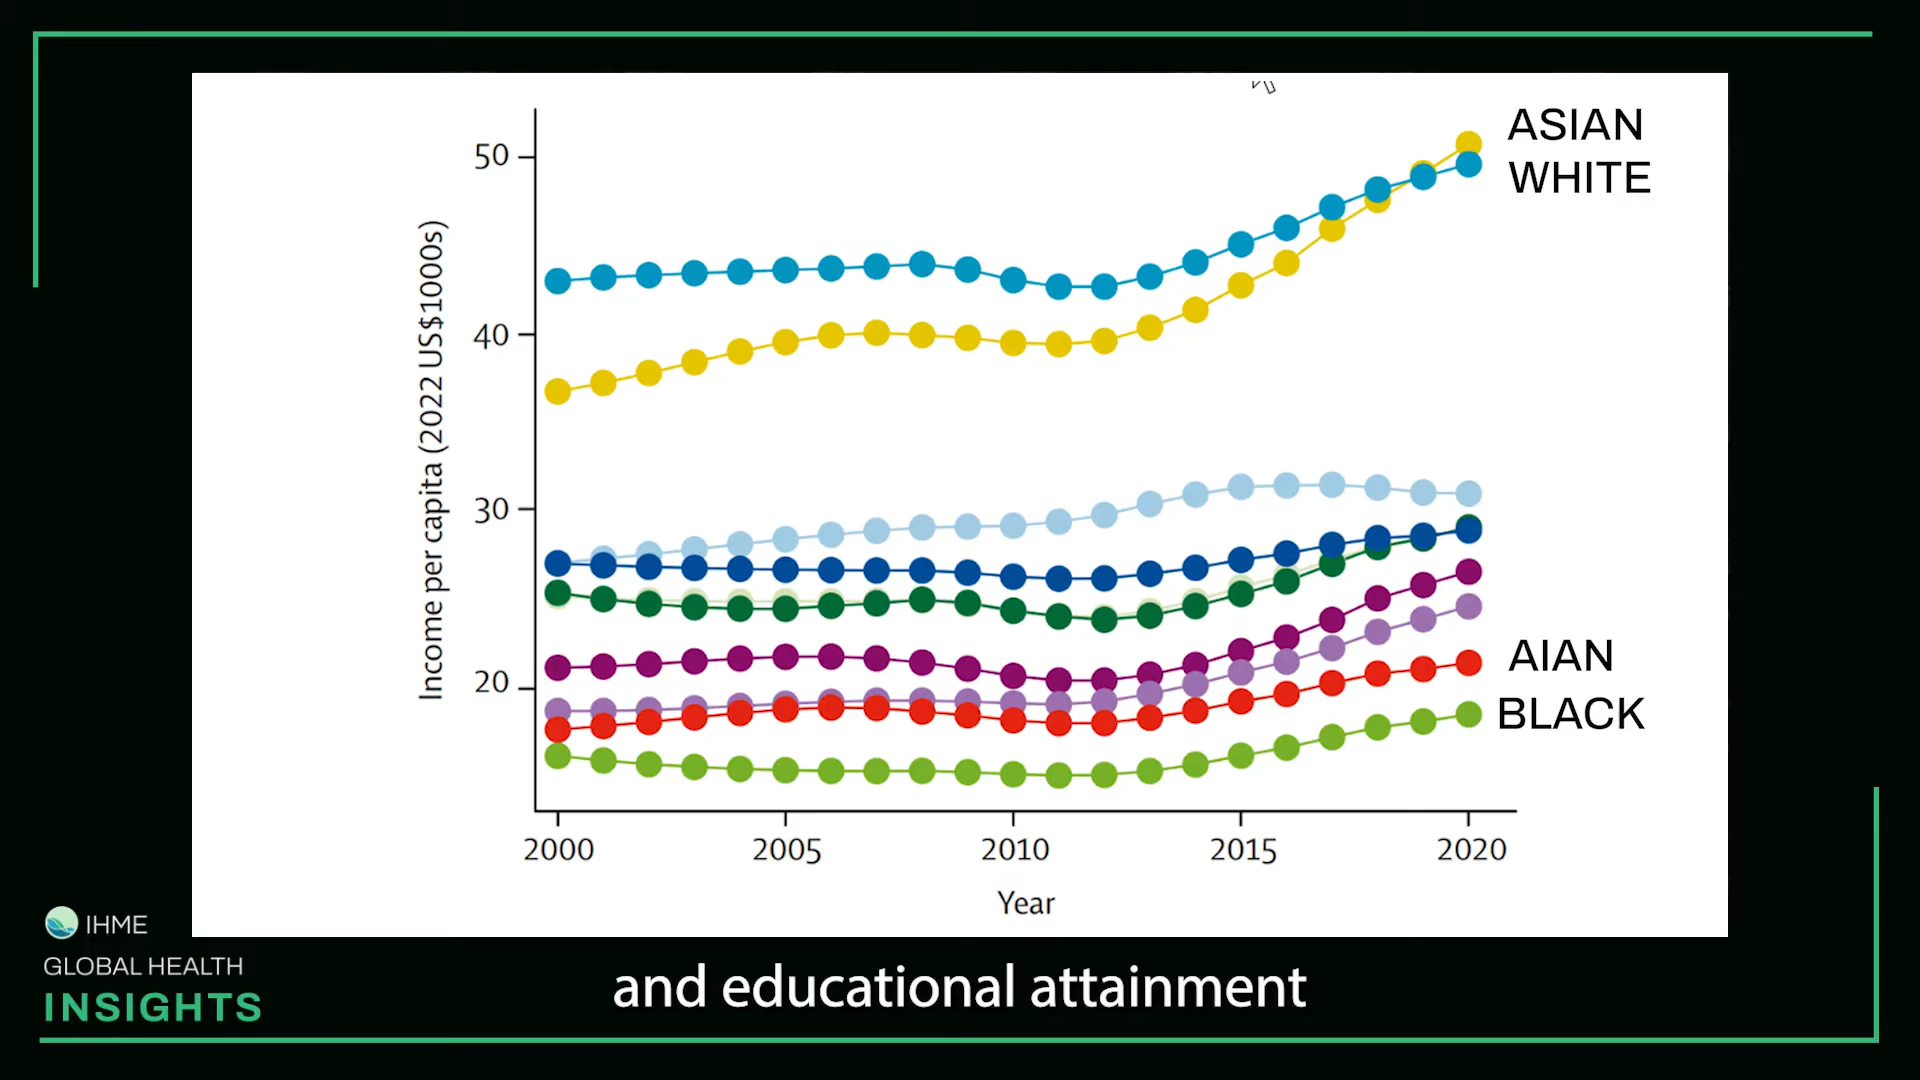 ASIAN
WHITE
50
40
30
20
Income per capita (2022 US$1000s)
AIAN
BLACK
2000 2005 2010 2015 2020
Year
IHME
GLOBAL HEALTH
INSIGHTS
and educational attainment